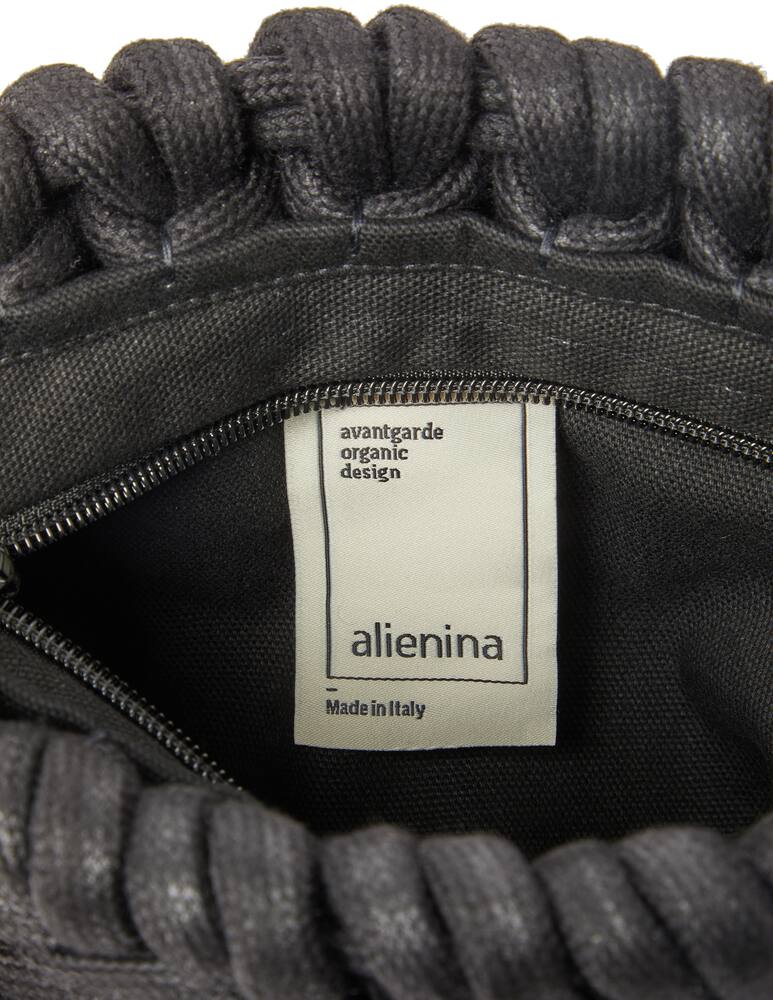 avantgarde
organic
design
alienina
Made in Italy